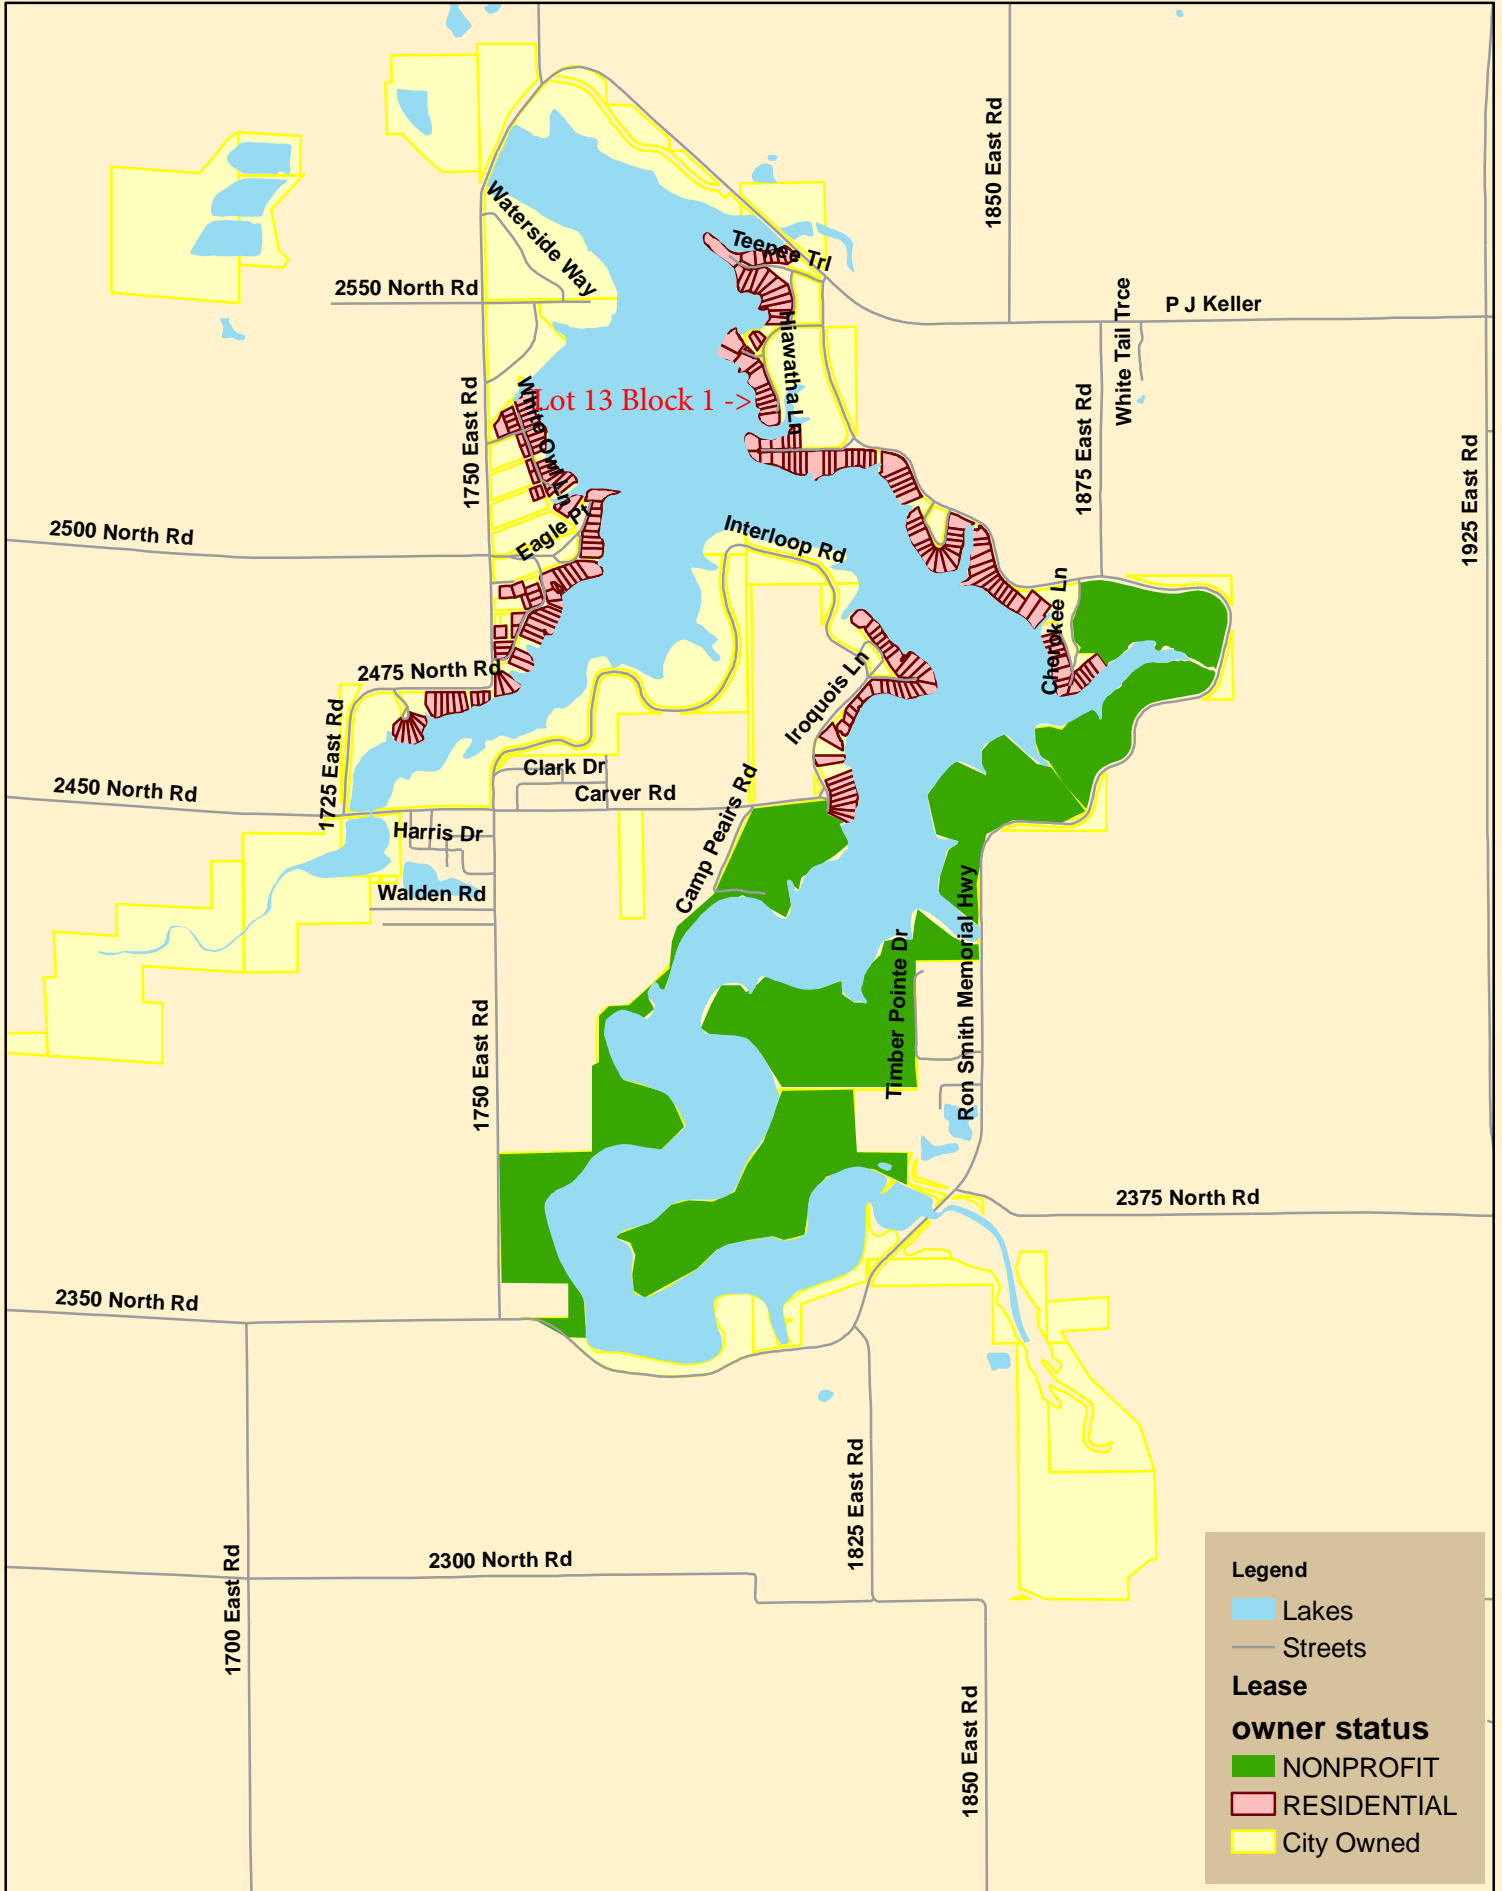 1850 East Rd
Waterside Way
Teepee Trl
2550 North Rd
P J Keller
White Tail Trce
Hiawatha Ln
Lot 13 Block 1 ->
White Owl Ln
1750 East Rd
1875 East Rd
1925 East Rd
2500 North Rd
Eagle Pt
Interloop Rd
Cherokee Ln
2475 North Rd
Iroquois Ln
1725 East Rd
2450 North Rd
Clark Dr
Carver Rd
Harris Dr
Camp Peairs Rd
Walden Rd
Timber Pointe Dr
Ron Smith Memorial Hwy
1750 East Rd
2375 North Rd
2350 North Rd
1825 East Rd
2300 North Rd
1700 East Rd
1850 East Rd
Legend
Lakes
Streets
Lease
owner status
NONPROFIT
RESIDENTIAL
City Owned